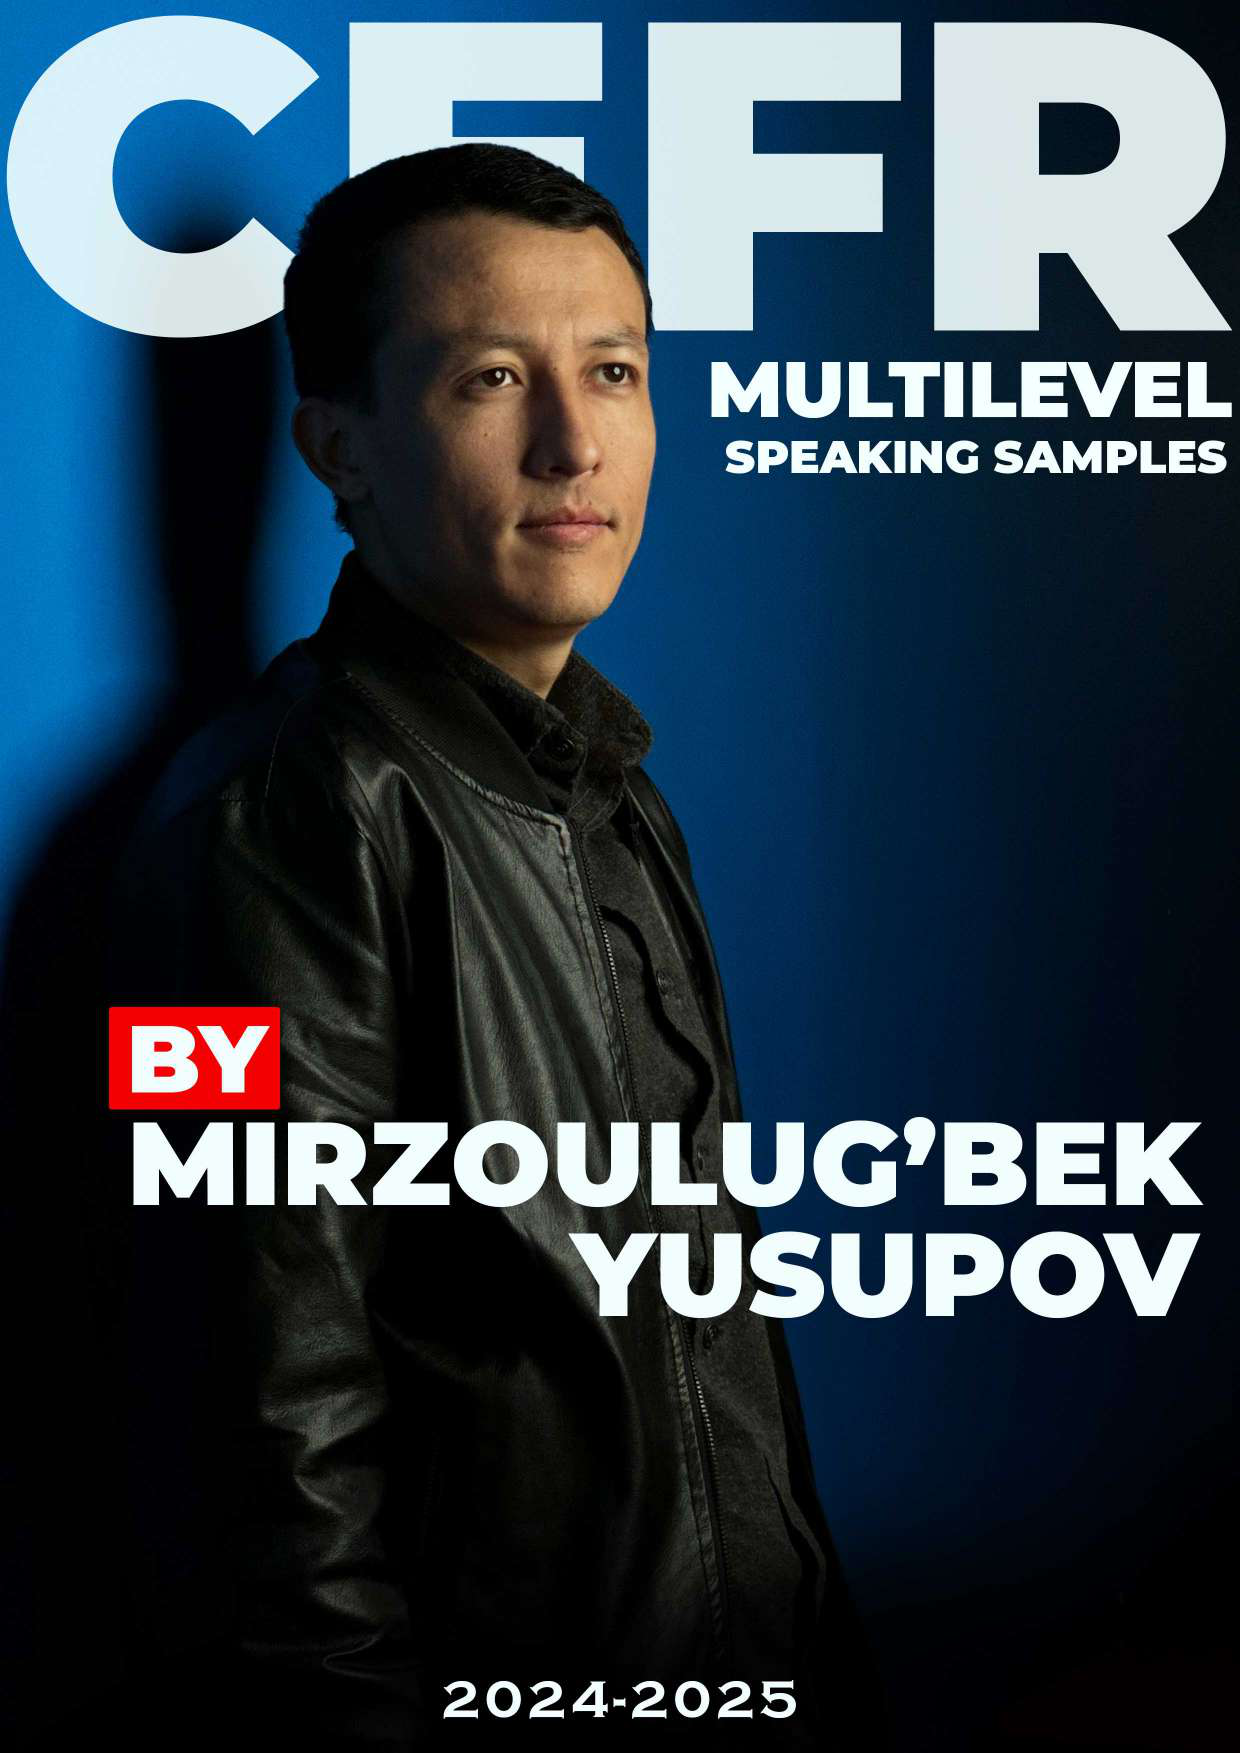 CEFR
MULTILEVEL
SPEAKING SAMPLES
BY
MIRZOULUG’BEK
YUSUPOV
2024-2025